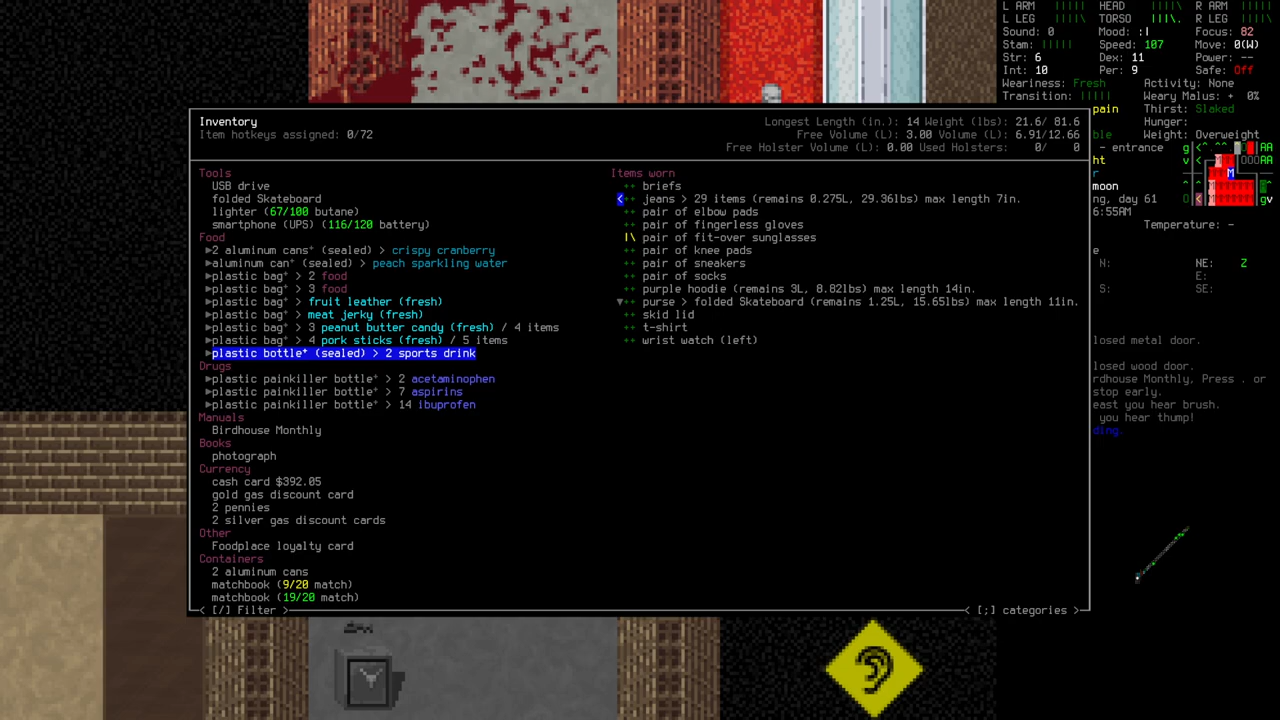 L ARM ||||| HEAD ||||| R ARM |||||
L LEG ||||\ TORSO |||\. R LEG ||||\
Sound: 0 Mood: :| Focus: 82
Stam: ||||| Speed: 107 Move: 0(W)
Str: 6 Dex: 11 Power: --
Int: 10 Per: 9 Safe: Off
Weariness: Fresh Activity: None
Transition: ||||| Weary Malus: + 0%
pain Thirst: Slaked
Hunger:
ble Weight: Overweight
- entrance
ht
r
moon
ng, day 61
6:55AM
Temperature: -
e
N: NE: Z
E:
S: SE:
losed metal door.
losed wood door.
rdhouse Monthly, Press . or
stop early.
east you hear brush.
you hear thump!
ding.
Inventory
Item hotkeys assigned: 0/72
Longest Length (in.): 14 Weight (lbs): 21.6/ 81.6
Free Volume (L): 3.00 Volume (L): 6.91/12.66
Free Holster Volume (L): 0.00 Used Holsters: 0/ 0
Tools
USB drive
folded Skateboard
lighter (67/100 butane)
smartphone (UPS) (116/120 battery)
Food
2 aluminum cans⁺ (sealed) > crispy cranberry
aluminum can⁺ (sealed) > peach sparkling water
plastic bag⁺ > 2 food
plastic bag⁺ > 3 food
plastic bag⁺ > fruit leather (fresh)
plastic bag⁺ > meat jerky (fresh)
plastic bag⁺ > 3 peanut butter candy (fresh) / 4 items
plastic bag⁺ > 4 pork sticks (fresh) / 5 items
plastic bottle⁺ (sealed) > 2 sports drink
Drugs
plastic painkiller bottle⁺ > 2 acetaminophen
plastic painkiller bottle⁺ > 7 aspirins
plastic painkiller bottle⁺ > 14 ibuprofen
Manuals
Birdhouse Monthly
Books
photograph
Currency
cash card $392.05
gold gas discount card
2 pennies
2 silver gas discount cards
Other
Foodplace loyalty card
Containers
2 aluminum cans
matchbook (9/20 match)
matchbook (19/20 match)
Items worn
++ briefs
< ++ jeans > 29 items (remains 0.275L, 29.36lbs) max length 7in.
++ pair of elbow pads
++ pair of fingerless gloves
|\ pair of fit-over sunglasses
++ pair of knee pads
++ pair of sneakers
++ pair of socks
++ purple hoodie (remains 3L, 8.82lbs) max length 14in.
++ purse > folded Skateboard (remains 1.25L, 15.65lbs) max length 11in.
++ skid lid
++ t-shirt
++ wrist watch (left)
< [/] Filter >
< [;] categories >